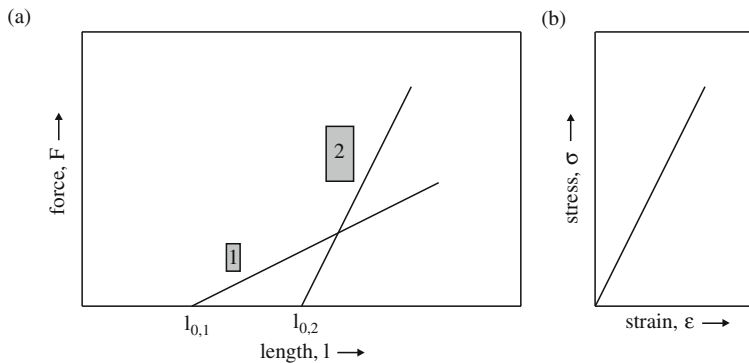 (a)
(b)
force, F →
2
1
l0,1
l0,2
length, l →
stress, σ →
strain, ε →